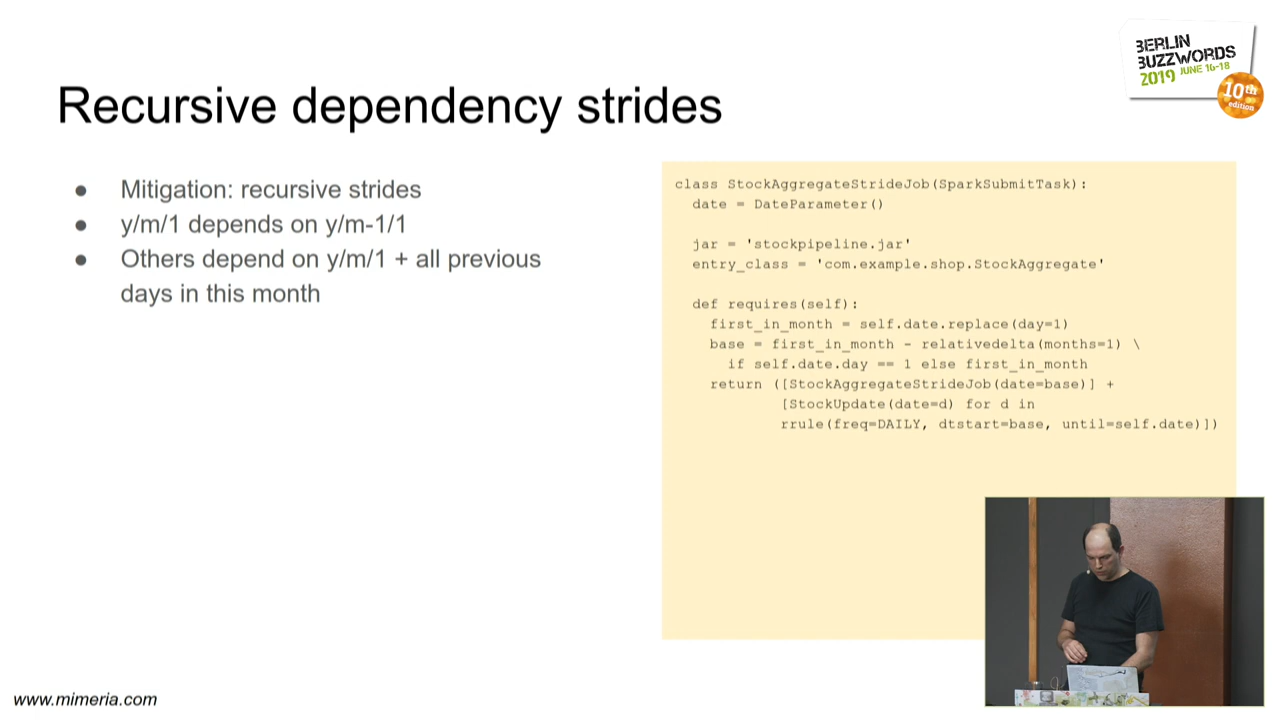 BERLIN
BUZZWORDS
2019 JUNE 16-18
10th
edition
Recursive dependency strides
● Mitigation: recursive strides
● y/m/1 depends on y/m-1/1
● Others depend on y/m/1 + all previous
days in this month
class StockAggregateStrideJob(SparkSubmitTask):
  date = DateParameter()
  jar = 'stockpipeline.jar'
  entry_class = 'com.example.shop.StockAggregate'
  def requires(self):
    first_in_month = self.date.replace(day=1)
    base = first_in_month - relativedelta(months=1) \
      if self.date.day == 1 else first_in_month
    return ([StockAggregateStrideJob(date=base)] +
            [StockUpdate(date=d) for d in
            rrule(freq=DAILY, dtstart=base, until=self.date)])
www.mimeria.com